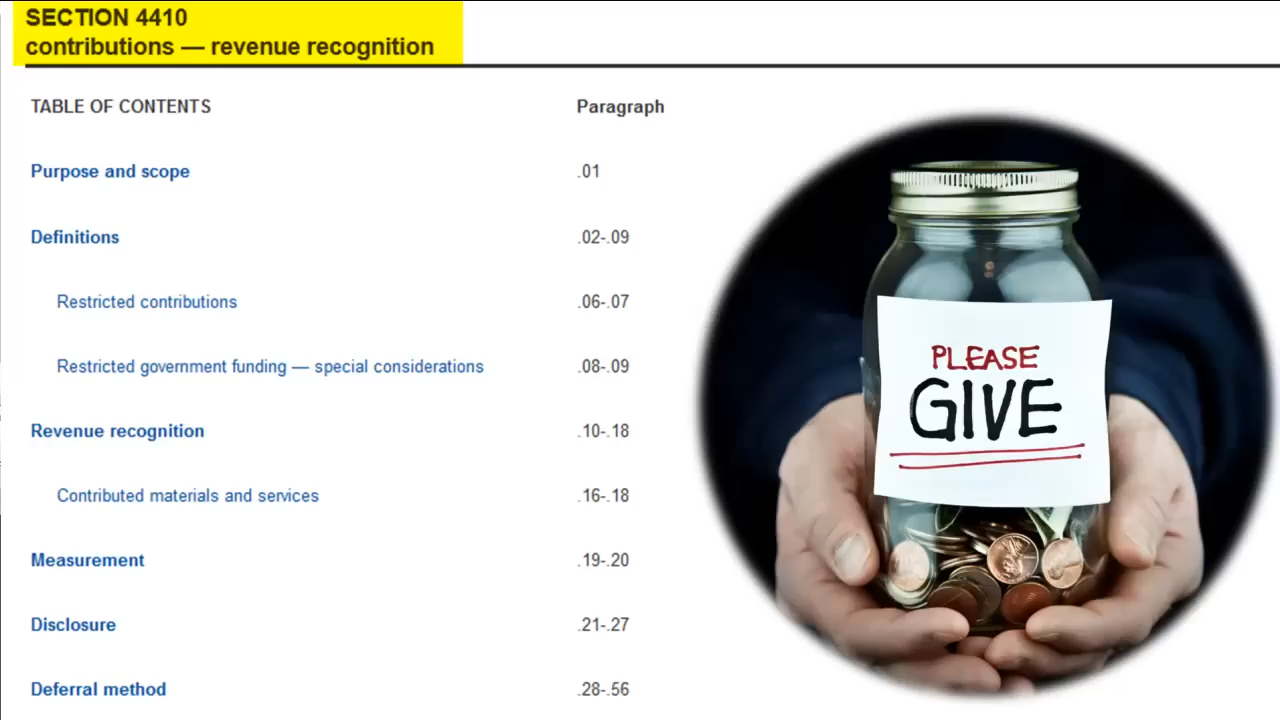 SECTION 4410
contributions — revenue recognition
TABLE OF CONTENTS Paragraph
Purpose and scope .01
Definitions .02-.09
Restricted contributions .06-.07
Restricted government funding — special considerations .08-.09
Revenue recognition .10-.18
Contributed materials and services .16-.18
Measurement .19-.20
Disclosure .21-.27
Deferral method .28-.56
PLEASE
GIVE